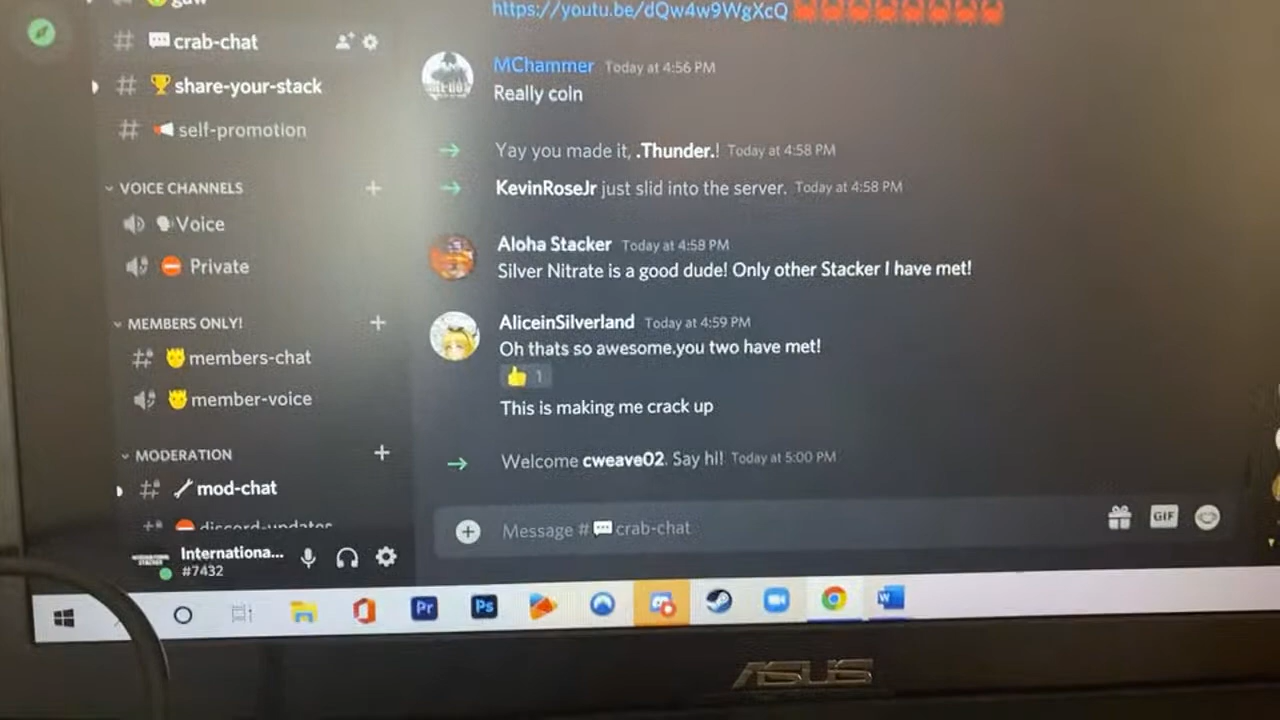 https://youtu.be/dQw4w9WgXcQ
crab-chat
share-your-stack
self-promotion
VOICE CHANNELS
Voice
Private
MEMBERS ONLY!
members-chat
member-voice
MODERATION
mod-chat
discord-updates
Internationa...
#7432
MChammer Today at 4:56 PM
Really coln
Yay you made it, .Thunder.! Today at 4:58 PM
KevinRoseJr just slid into the server. Today at 4:58 PM
Aloha Stacker Today at 4:58 PM
Silver Nitrate is a good dude! Only other Stacker I have met!
AliceinSilverland Today at 4:59 PM
Oh thats so awesome.you two have met!
1
This is making me crack up
Welcome cweave02. Say hi! Today at 5:00 PM
Message # crab-chat
GIF
Pr
Ps
W
ASUS